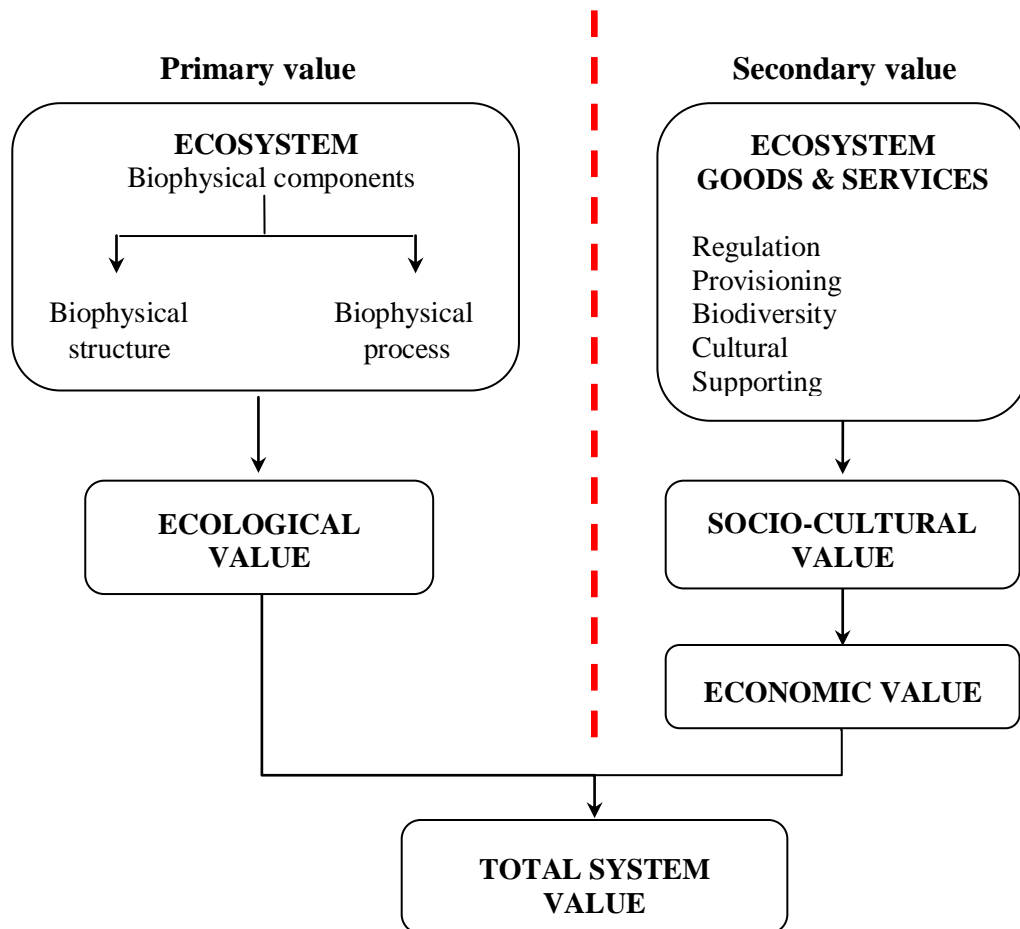 Primary value
ECOSYSTEM
Biophysical components
Biophysical
structure
Biophysical
process
ECOLOGICAL
VALUE
Secondary value
ECOSYSTEM
GOODS & SERVICES
Regulation
Provisioning
Biodiversity
Cultural
Supporting
SOCIO-CULTURAL
VALUE
ECONOMIC VALUE
TOTAL SYSTEM
VALUE